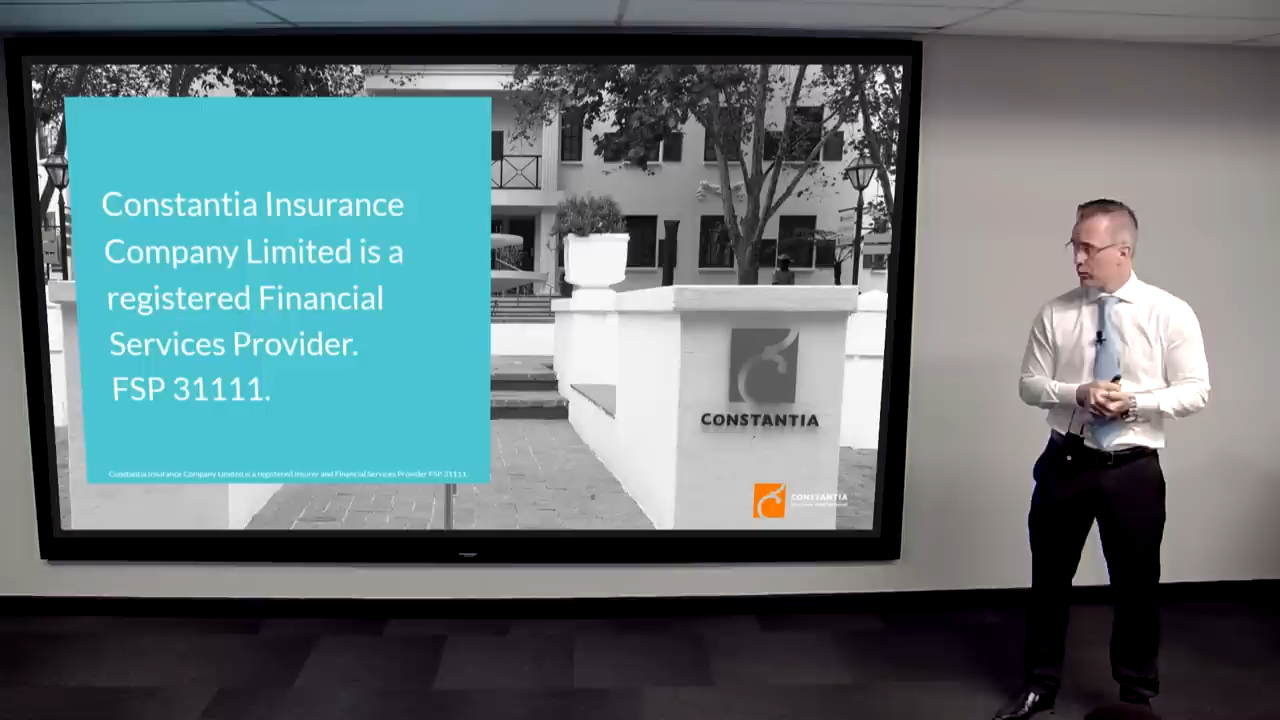 Constantia Insurance
Company Limited is a
registered Financial
Services Provider.
FSP 31111.
Constantia Insurance Company Limited is a registered Insurer and Financial Services Provider FSP 31111.
CONSTANTIA
CONSTANTIA